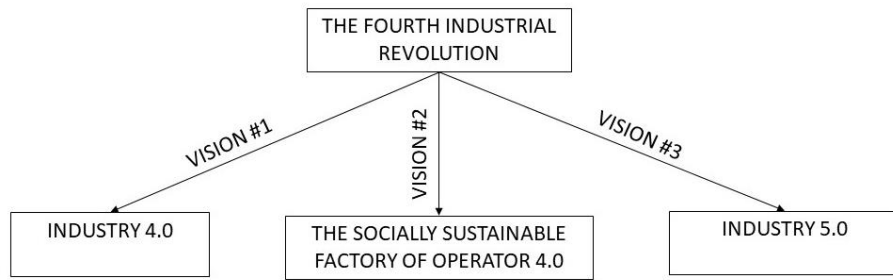 THE FOURTH INDUSTRIAL
REVOLUTION
VISION #1
VISION #2
VISION #3
INDUSTRY 4.0
THE SOCIALLY SUSTAINABLE
FACTORY OF OPERATOR 4.0
INDUSTRY 5.0